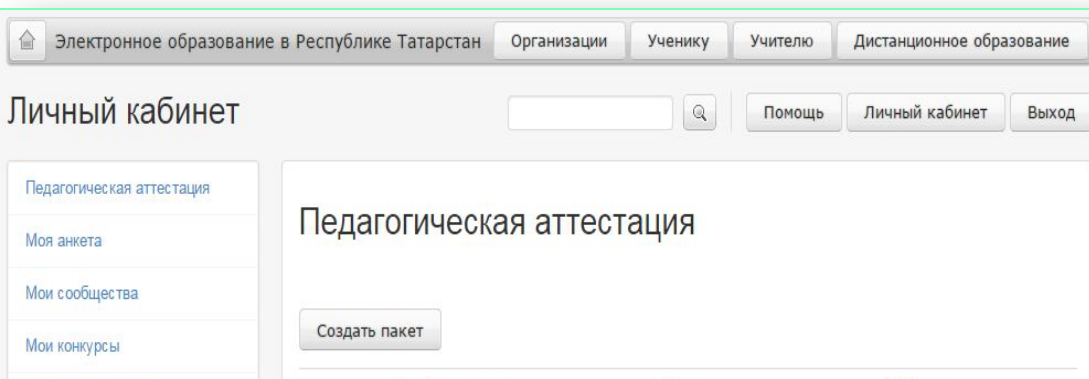 Электронное образование в Республике Татарстан Организации Ученику Учителю Дистанционное образование
Личный кабинет Помощь Личный кабинет Выход
Педагогическая аттестация
Моя анкета
Мои сообщества
Мои конкурсы
Педагогическая аттестация
Создать пакет